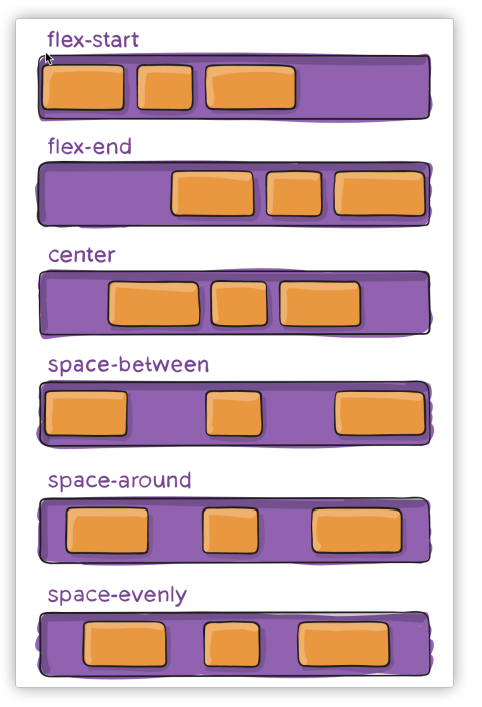 flex-start
flex-end
center
space-between
space-around
space-evenly